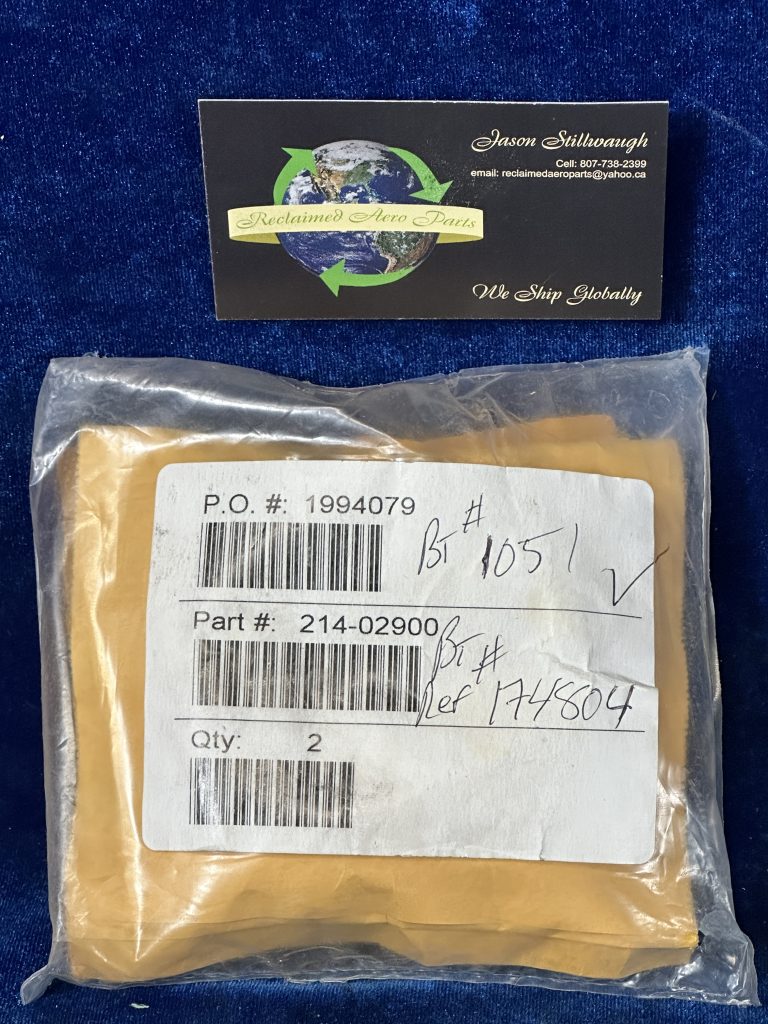 Jason Stillwaugh
Cell: 807-738-2399
email: reclaimedaeroparts@yahoo.ca
Reclaimed Aero Parts
We Ship Globally
P.O. #: 1994079
BT # 1051
Part #: 214-02900
BT #
Ref 174804
Qty: 2